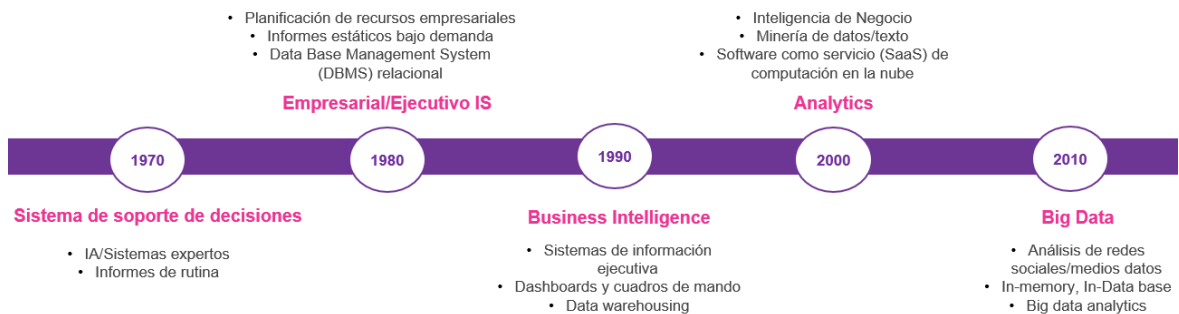 • Planificación de recursos empresariales
• Informes estáticos bajo demanda
• Data Base Management System
(DBMS) relacional
Empresarial/Ejecutivo IS
• Inteligencia de Negocio
• Minería de datos/texto
• Software como servicio (SaaS) de
computación en la nube
Analytics
1970
1980
1990
2000
2010
Sistema de soporte de decisiones
• IA/Sistemas expertos
• Informes de rutina
Business Intelligence
• Sistemas de información
ejecutiva
• Dashboards y cuadros de mando
• Data warehousing
Big Data
• Análisis de redes
sociales/medios datos
• In-memory, In-Data base
• Big data analytics